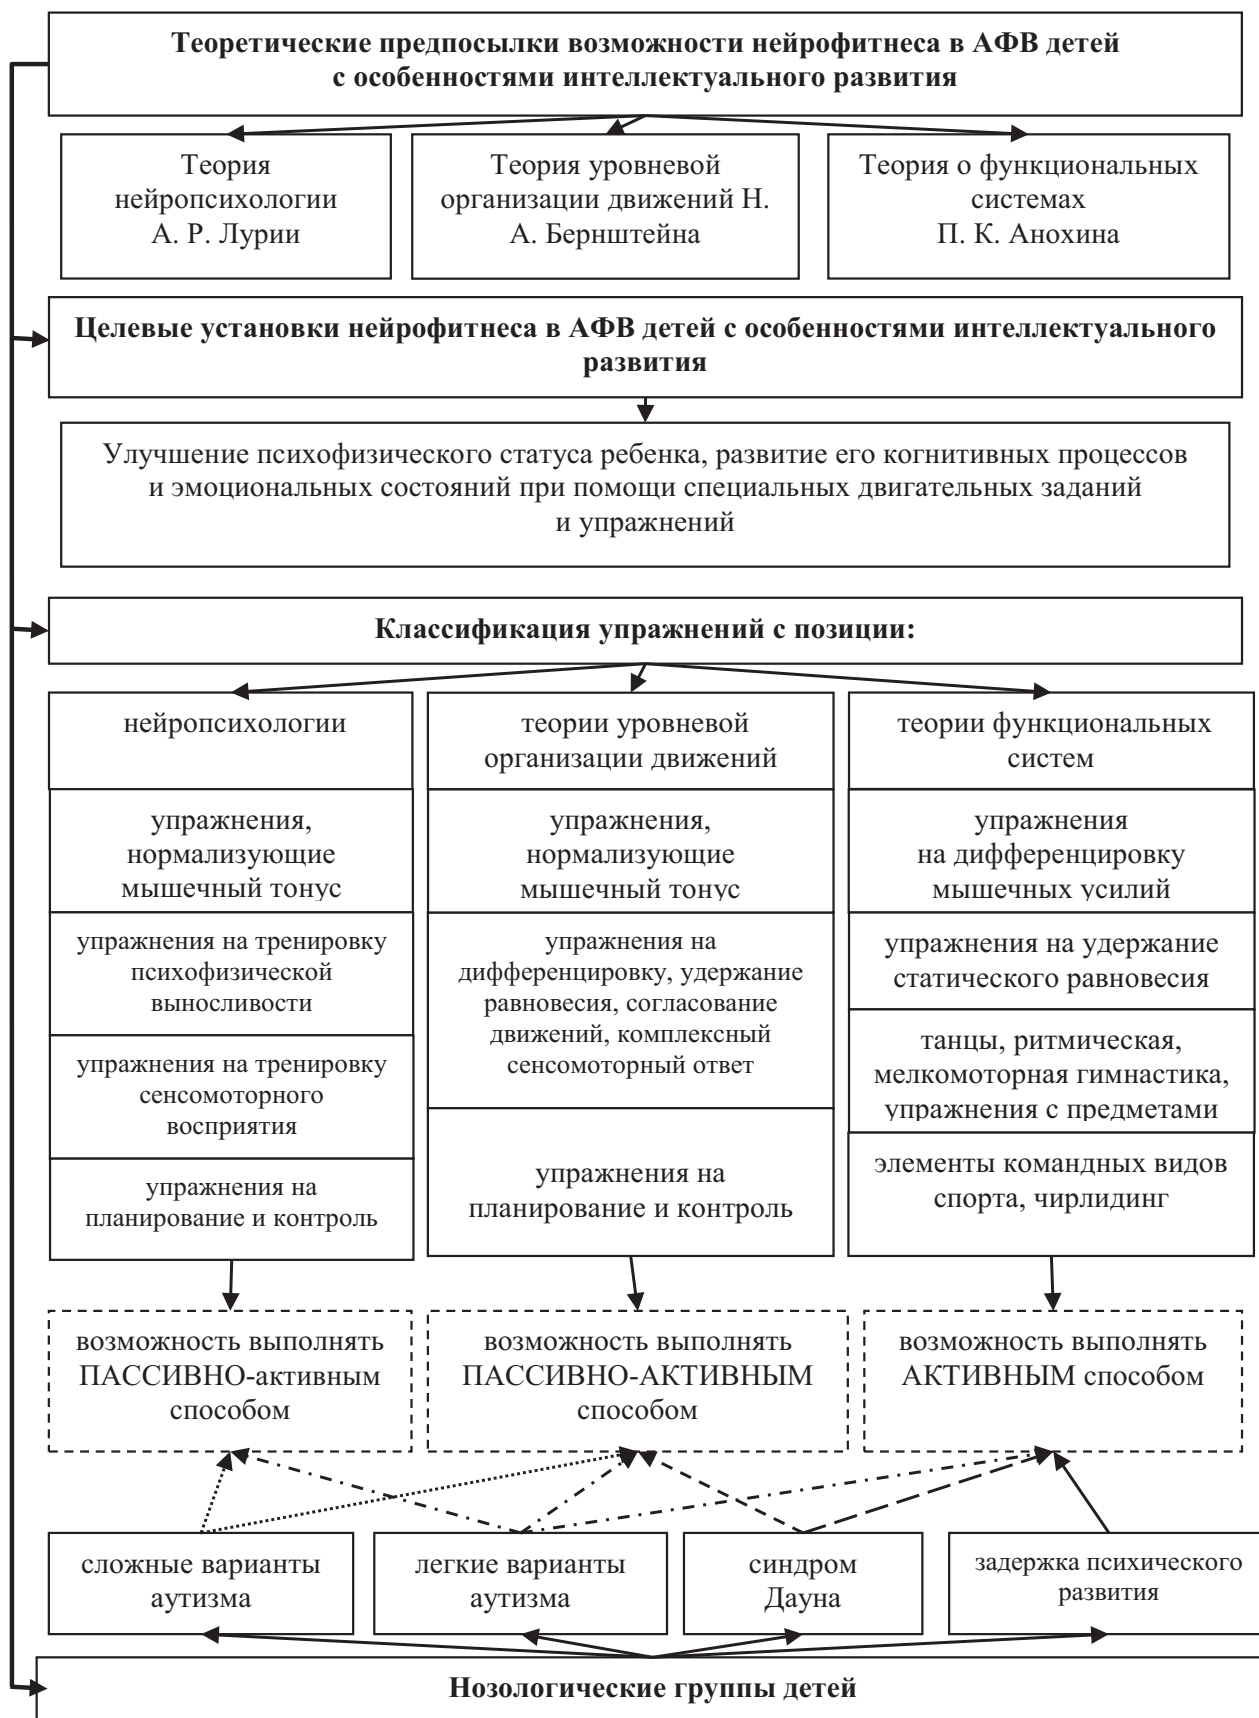 Теоретические предпосылки возможности нейрофитнеса в АФВ детей
с особенностями интеллектуального развития
Теория
нейропсихологии
А. Р. Лурии
Теория уровневой
организации движений Н.
А. Бернштейна
Теория о функциональных
системах
П. К. Анохина
Целевые установки нейрофитнеса в АФВ детей с особенностями интеллектуального
развития
Улучшение психофизического статуса ребенка, развитие его когнитивных процессов
и эмоциональных состояний при помощи специальных двигательных заданий
и упражнений
Классификация упражнений с позиции:
нейропсихологии
теории уровневой
организации движений
теории функциональных
систем
упражнения,
нормализующие
мышечный тонус
упражнения,
нормализующие
мышечный тонус
упражнения
на дифференцировку
мышечных усилий
упражнения на тренировку
психофизической
выносливости
упражнения на
дифференцировку, удержание
равновесия, согласование
движений, комплексный
сенсомоторный ответ
упражнения на удержание
статического равновесия
упражнения на тренировку
сенсомоторного
восприятия
танцы, ритмическая,
мелкомоторная гимнастика,
упражнения с предметами
упражнения на
планирование и контроль
упражнения на
планирование и контроль
элементы командных видов
спорта, чирлидинг
возможность выполнять
ПАССИВНО-активным
способом
возможность выполнять
ПАССИВНО-АКТИВНЫМ
способом
возможность выполнять
АКТИВНЫМ способом
сложные варианты
аутизма
легкие варианты
аутизма
синдром
Дауна
задержка психического
развития
Нозологические группы детей